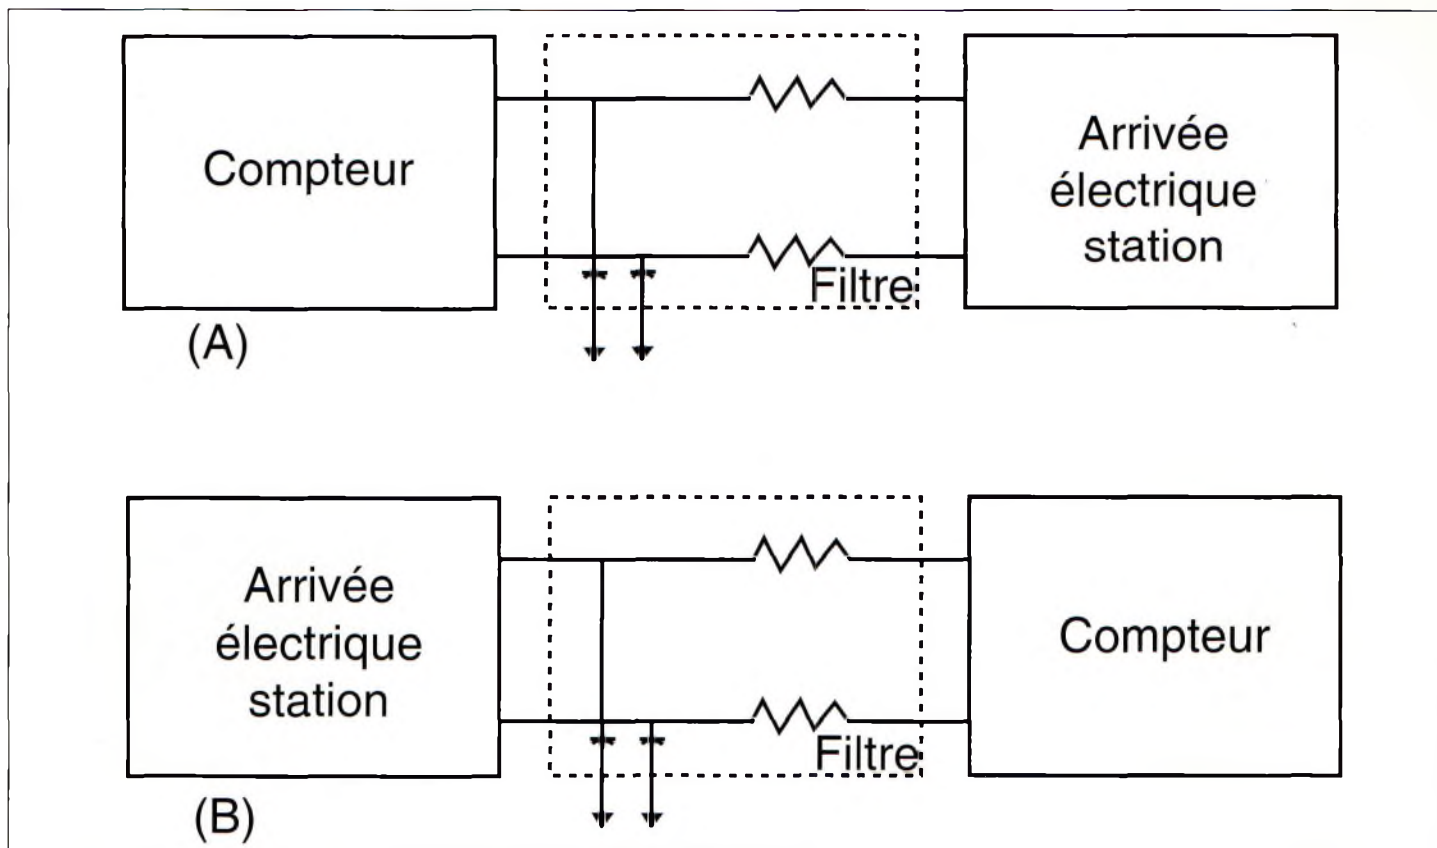 Compteur
Arrivée
électrique
station
Filtre
(A)
Arrivée
électrique
station
Compteur
Filtre
(B)